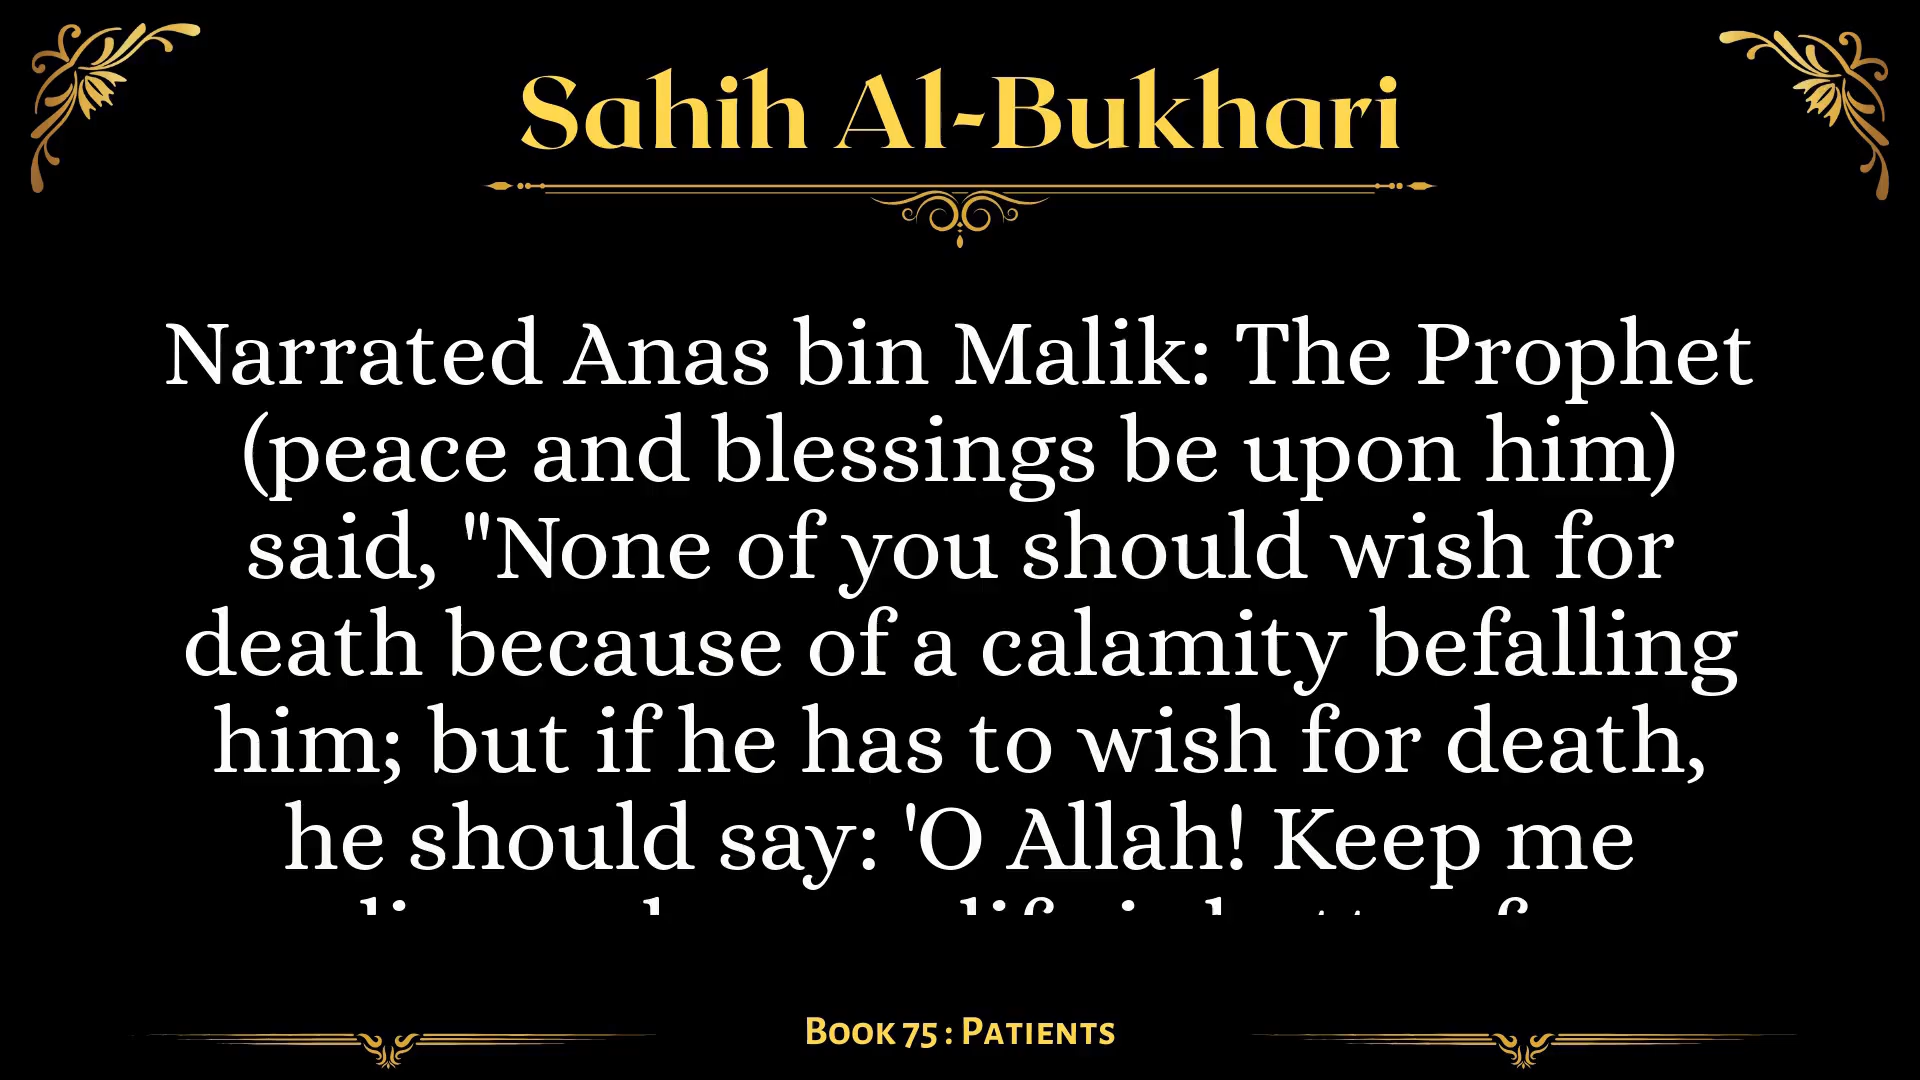 Sahih Al-Bukhari
Narrated Anas bin Malik: The Prophet
(peace and blessings be upon him)
said, "None of you should wish for
death because of a calamity befalling
him; but if he has to wish for death,
he should say: 'O Allah! Keep me
Book 75 : Patients